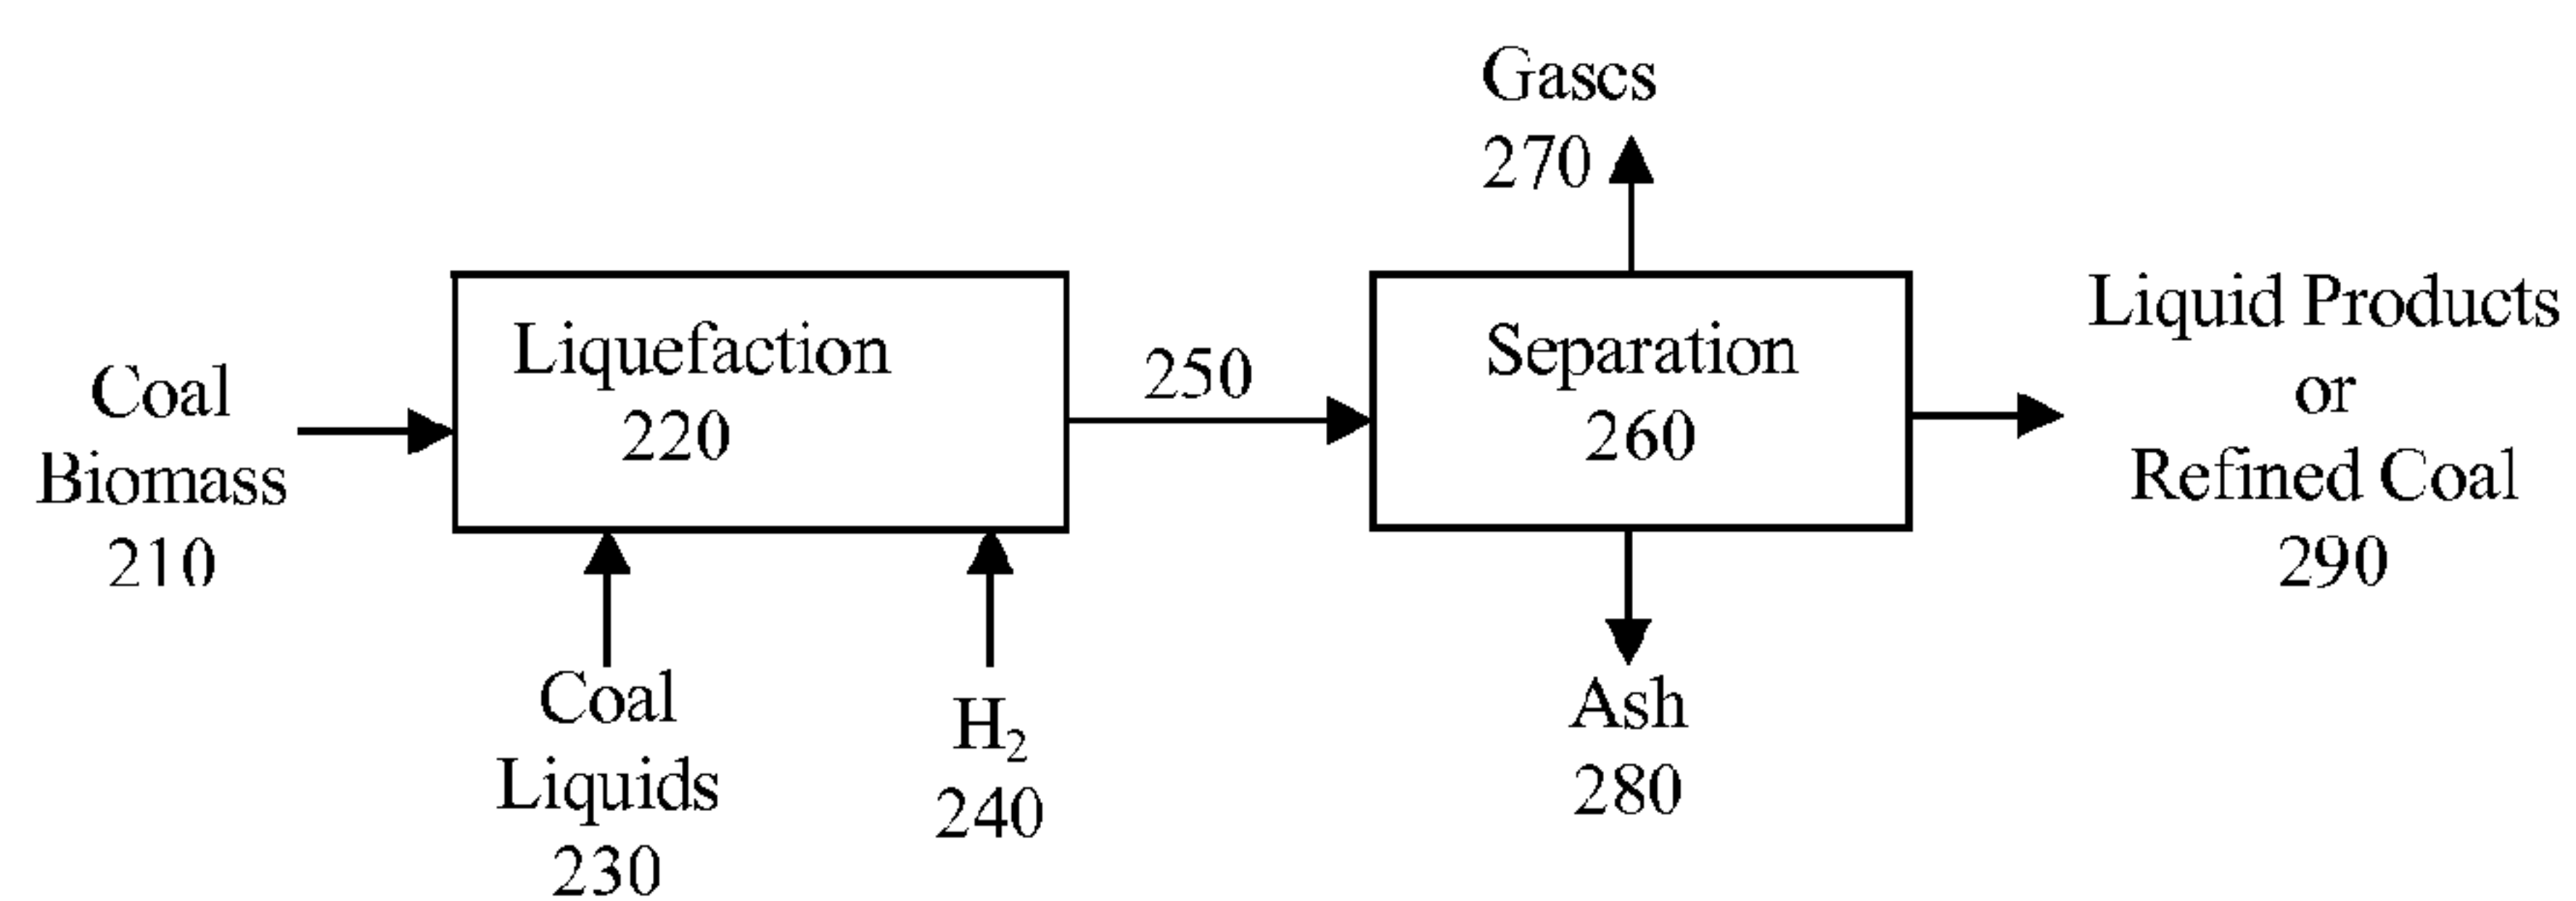 Gascs
270
Coal
Biomass
210
Liquefaction
220
250
Separation
260
Liquid Products
or
Refined Coal
290
Coal
Liquids
230
H₂
240
Ash
280